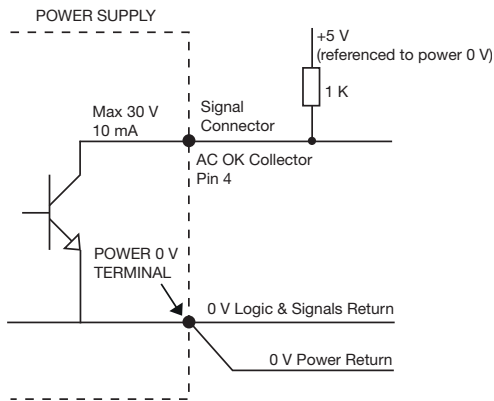 POWER SUPPLY
+5 V
(referenced to power 0 V)
1 K
Max 30 V
10 mA
Signal
Connector
AC OK Collector
Pin 4
POWER 0 V
TERMINAL
0 V Logic & Signals Return
0 V Power Return